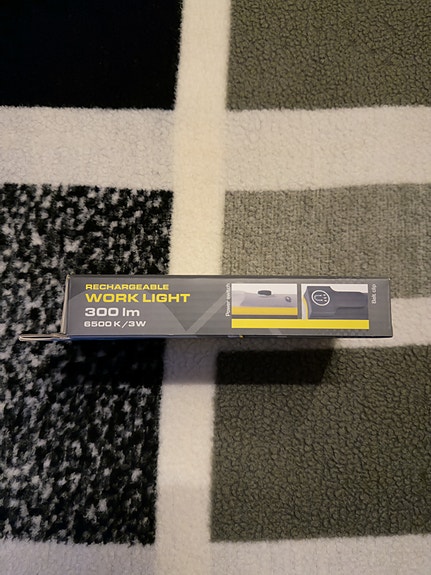 RECHARGEABLE
WORK LIGHT
300 lm
6500 K/3W
Power switch
Belt clip